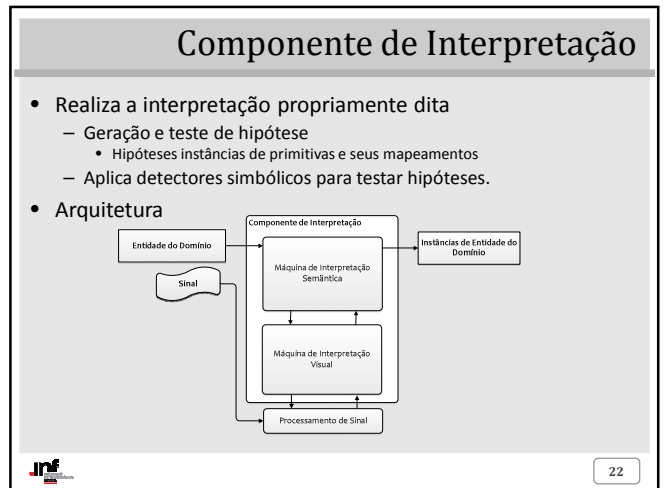 Componente de Interpretação
• Realiza a interpretação propriamente dita
– Geração e teste de hipótese
• Hipóteses instâncias de primitivas e seus mapeamentos
– Aplica detectores simbólicos para testar hipóteses.
• Arquitetura
Componente de Interpretação
Entidade do Domínio
Instâncias de Entidade do
Domínio
Máquina de Interpretação
Semântica
Sinal
Máquina de Interpretação
Visual
Processamento de Sinal
inf
22